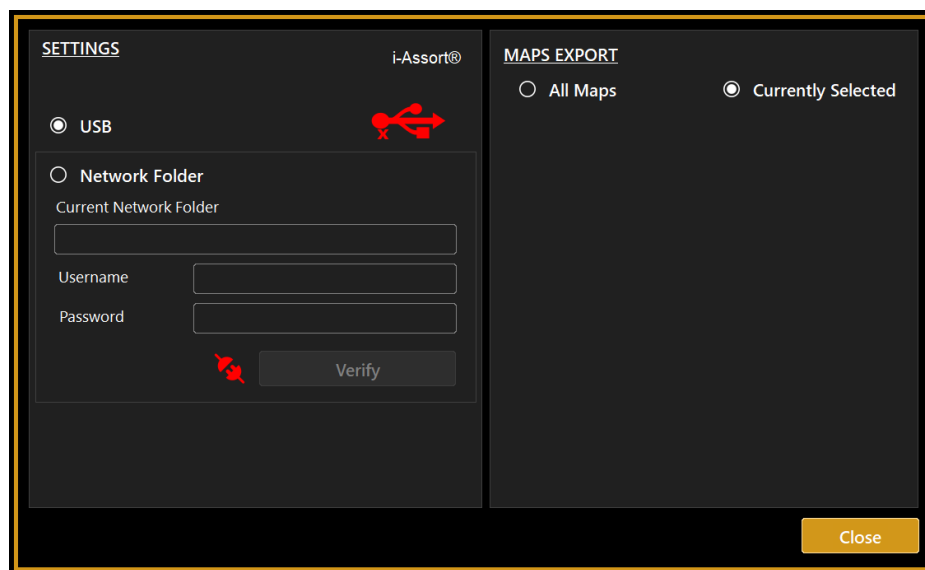 SETTINGS
i-Assort®
USB
Network Folder
Current Network Folder
Username
Password
Verify
MAPS EXPORT
All Maps
Currently Selected
Close